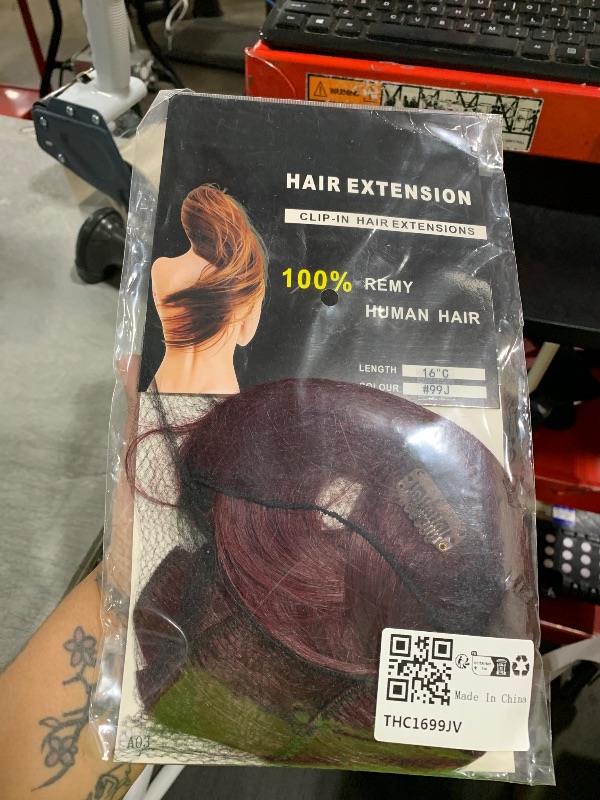 WARNING
HAIR EXTENSION
CLIP-IN HAIR EXTENSIONS
100% REMY
HUMAN HAIR
LENGTH 16"C
COLOUR #99J
Made In China
THC1699JV
A03